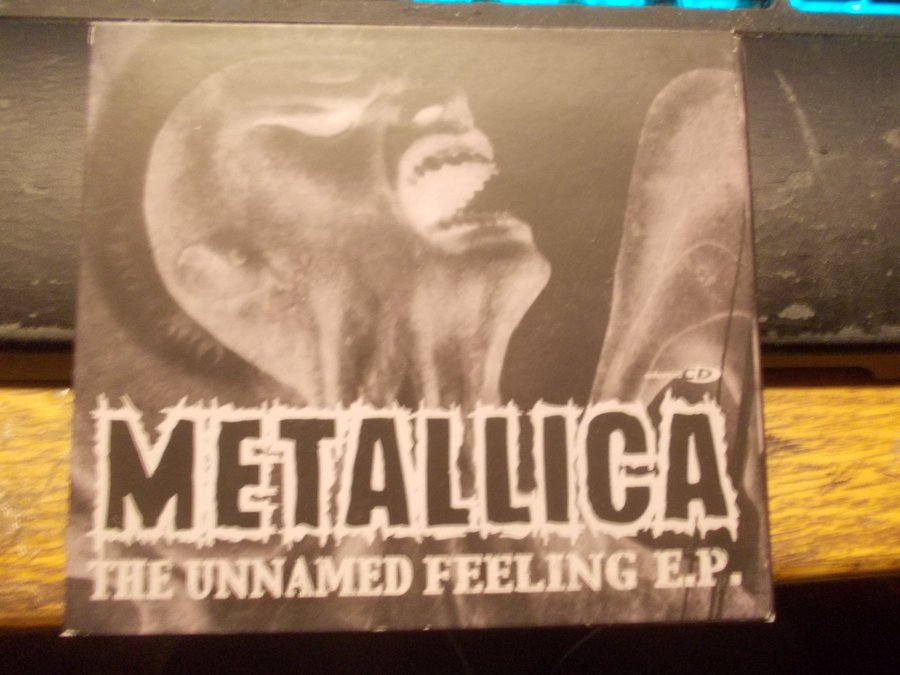 CD
METALLICA
THE UNNAMED FEELING E.P.